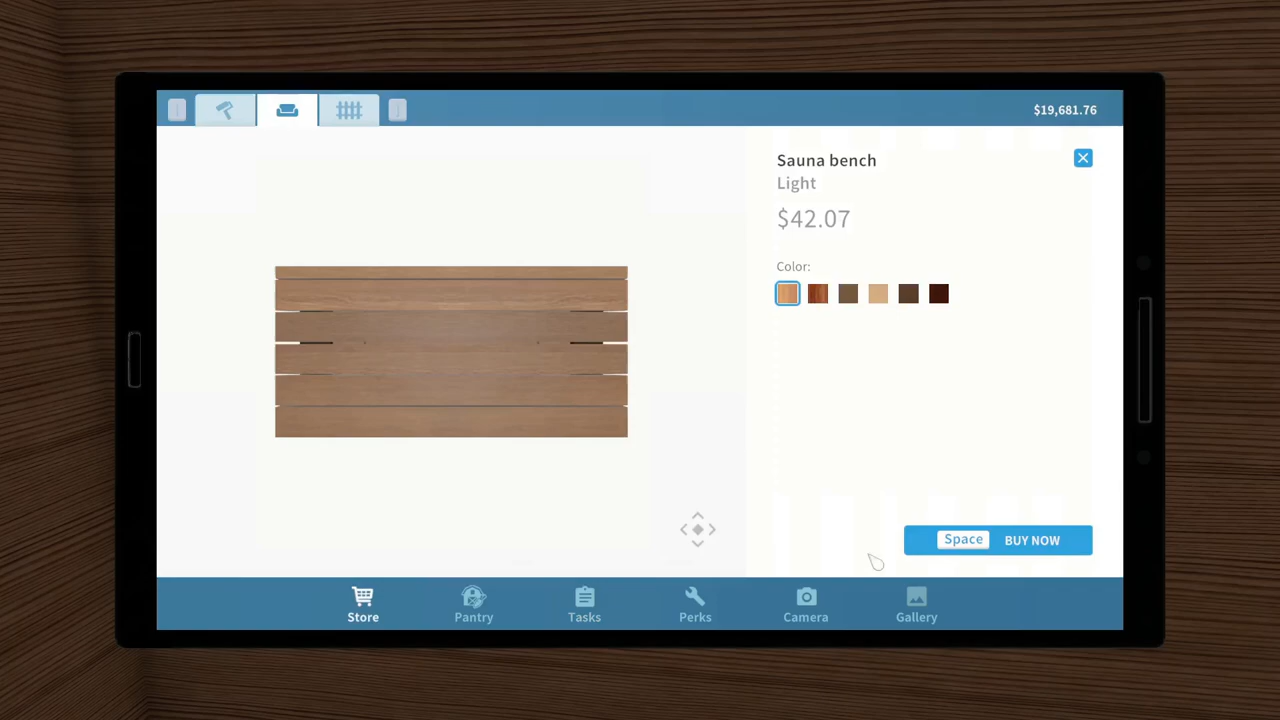 $19,681.76
Sauna bench
Light
$42.07
Color:
Space BUY NOW
Store Pantry Tasks Perks Camera Gallery